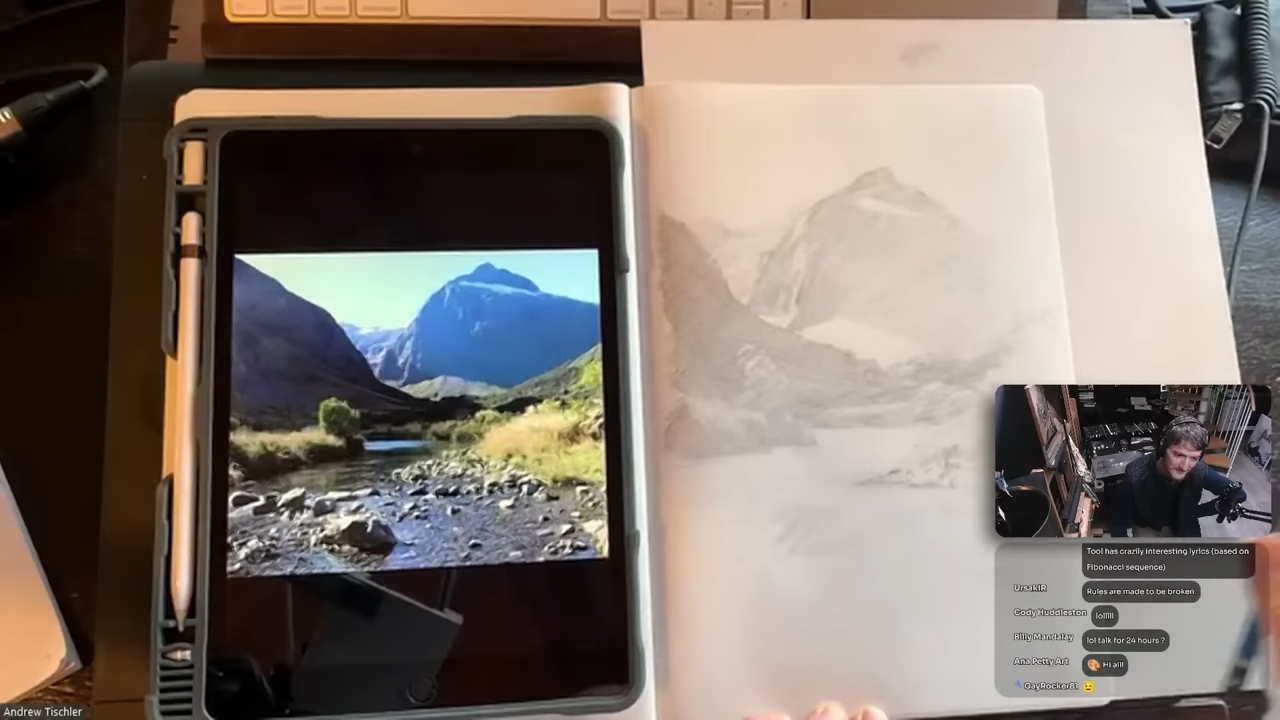 Tool has crazily interesting lyrics (based on
Fibonacci sequence)
UrsakiR
Rules are made to be broken
Cody Huddleston
lolllll
Billy Mandalay
lol talk for 24 hours ?
Ana Petty Art
Hi all!
GayRocker81
Andrew Tischler